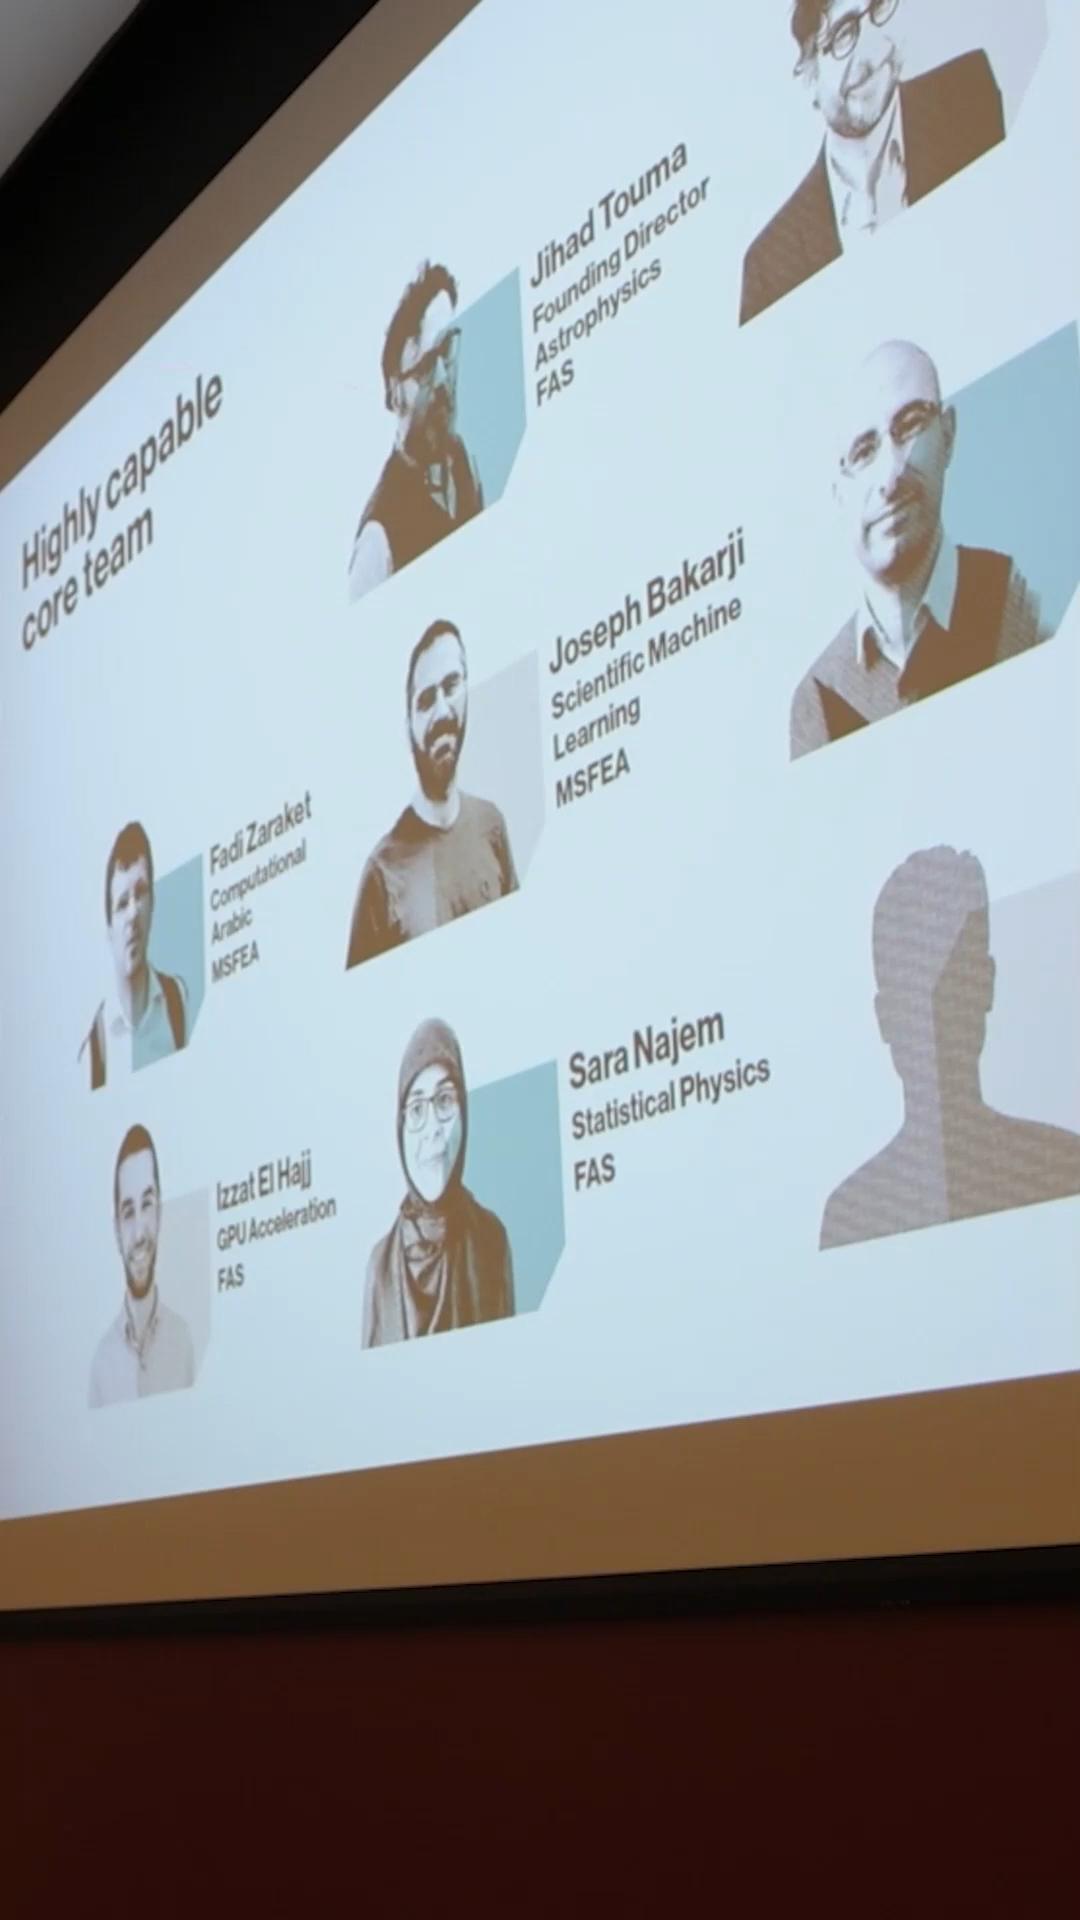 Highly capable
core team
Jihad Touma
Founding Director
Astrophysics
FAS
Joseph Bakarji
Scientific Machine
Learning
MSFEA
Fadi Zaraket
Computational
Arabic
MSFEA
Sara Najem
Statistical Physics
FAS
Izzat El Hajj
GPU Acceleration
FAS